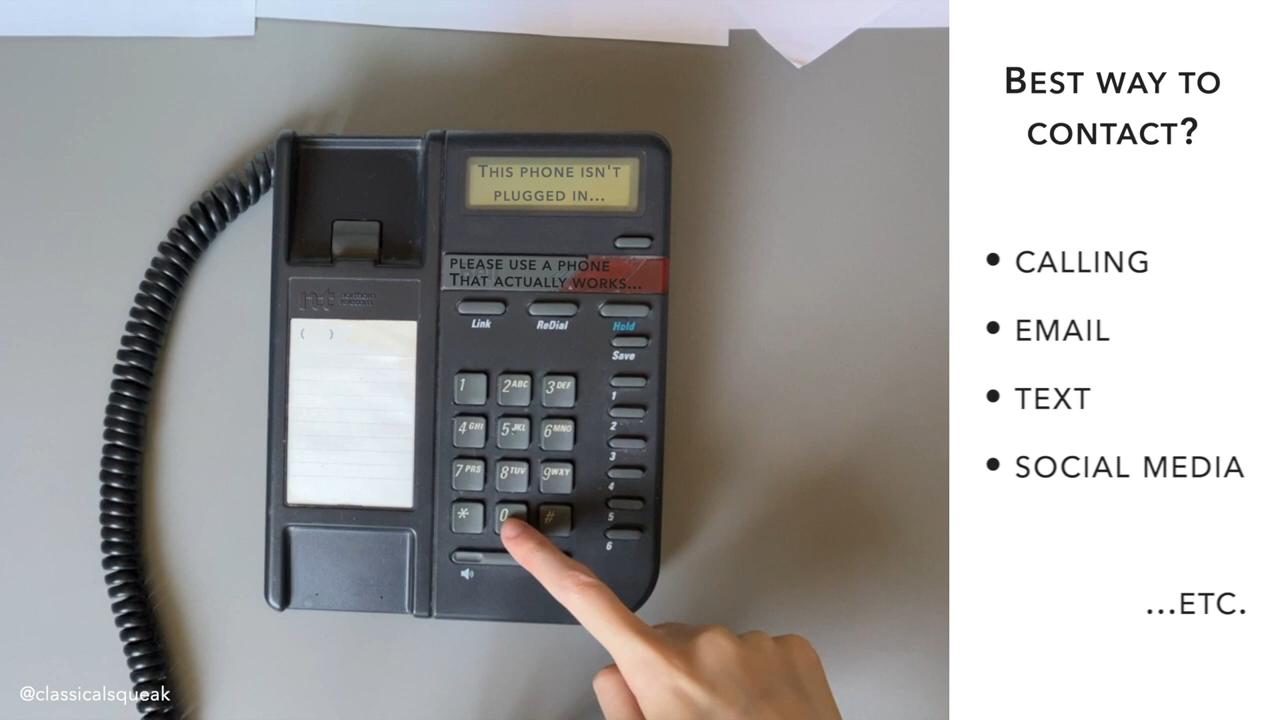 THIS PHONE ISN'T
PLUGGED IN...
PLEASE USE A PHONE
THAT ACTUALLY WORKS...
northern
telecom
Link
ReDial
Hold
Save
( )
1
2ABC
3DEF
4GHI
5JKL
6MNO
7PRS
8TUV
9WXY
*
0
#
1
2
3
4
5
6
@classicalsqueak
BEST WAY TO
CONTACT?
• CALLING
• EMAIL
• TEXT
• SOCIAL MEDIA
...ETC.